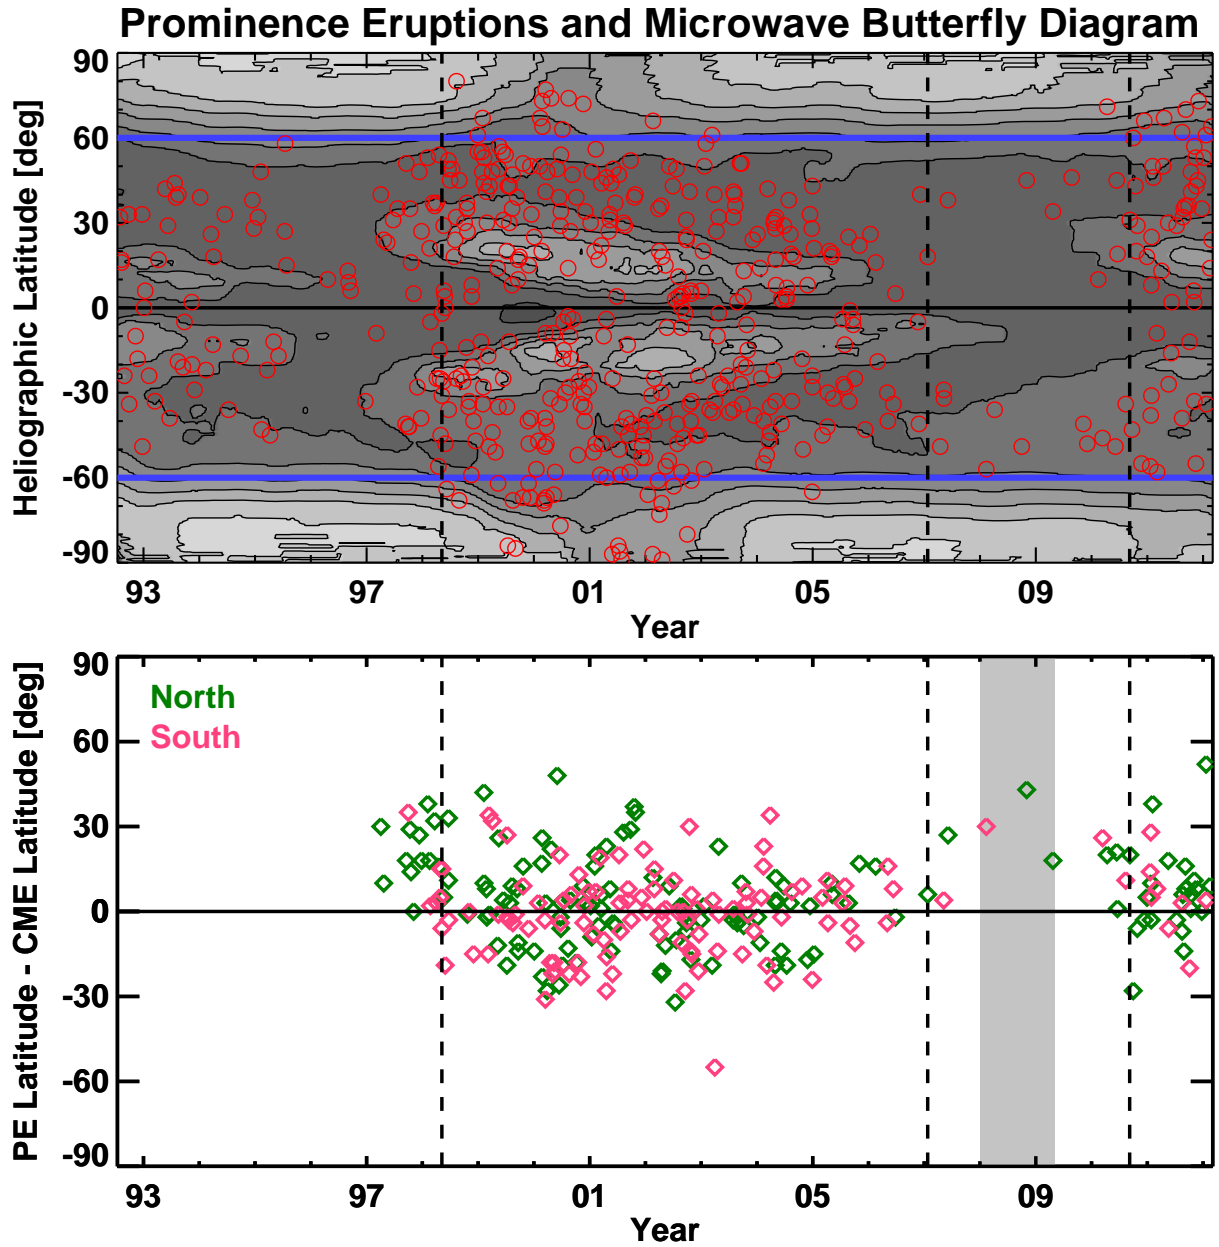 Prominence Eruptions and Microwave Butterfly Diagram
Heliographic Latitude [deg]
90
60
30
0
-30
-60
-90
93 97 01 05 09
Year
PE Latitude - CME Latitude [deg]
90
60
30
0
-30
-60
-90
North
South
93 97 01 05 09
Year